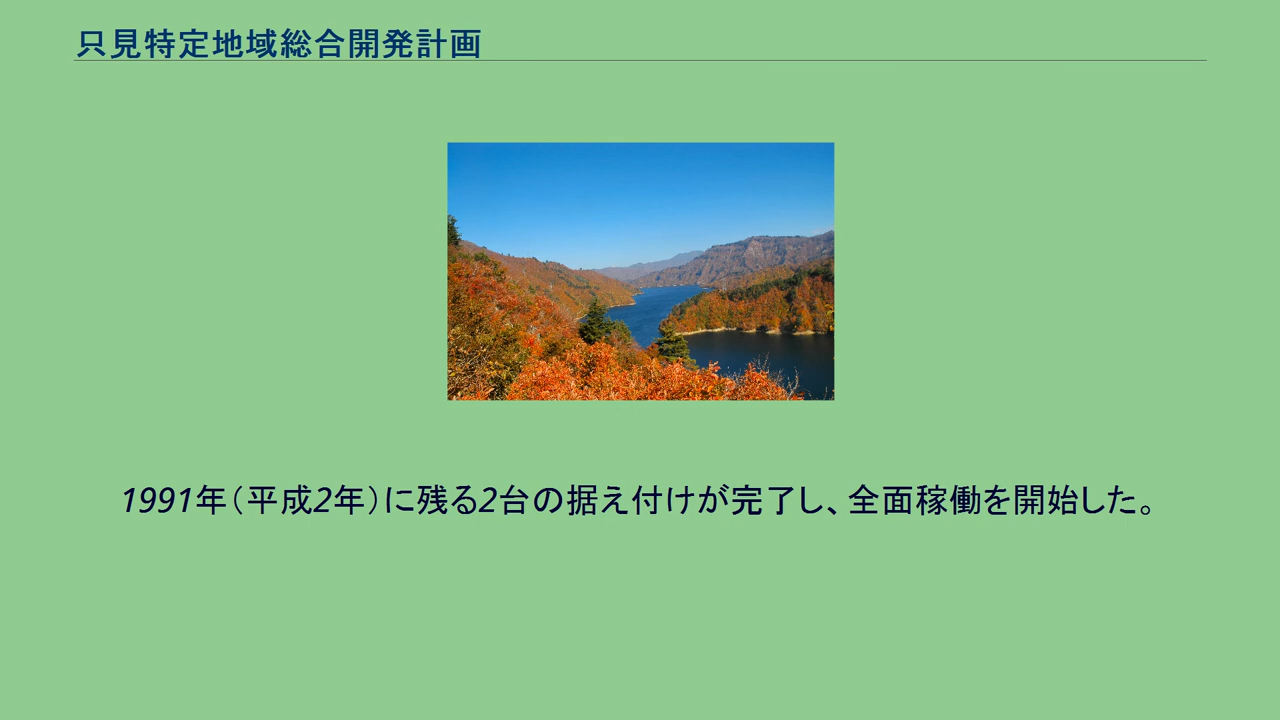 只見特定地域総合開発計画
1991年（平成2年）に残る2台の据え付けが完了し、全面稼働を開始した。